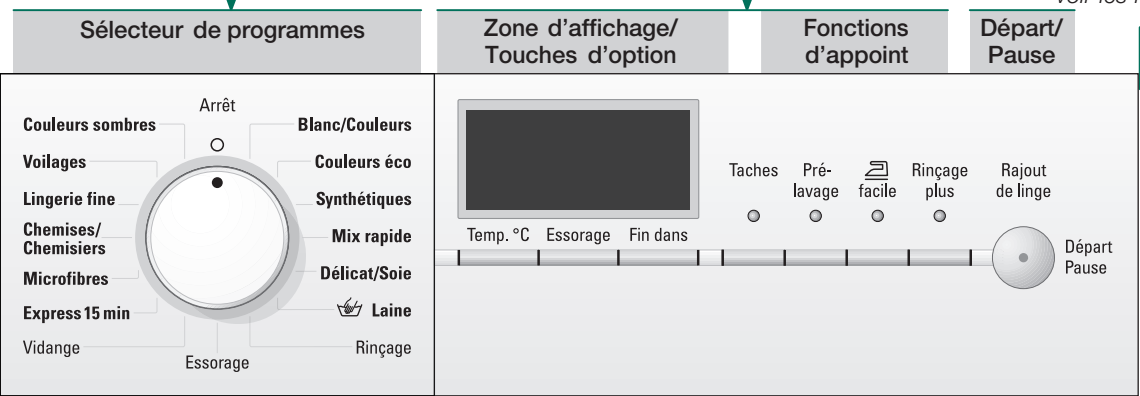 Sélecteur de programmes
Zone d'affichage/
Touches d'option
Fonctions
d'appoint
Départ/
Pause
Arrêt
Couleurs sombres
Voilages
Lingerie fine
Chemises/
Chemisiers
Microfibres
Express 15 min
Vidange
Essorage
Blanc/Couleurs
Couleurs éco
Synthétiques
Mix rapide
Délicat/Soie
Laine
Rinçage
Temp. °C
Essorage
Fin dans
Taches
Pré-
lavage
facile
Rinçage
plus
Rajout
de linge
Départ
Pause